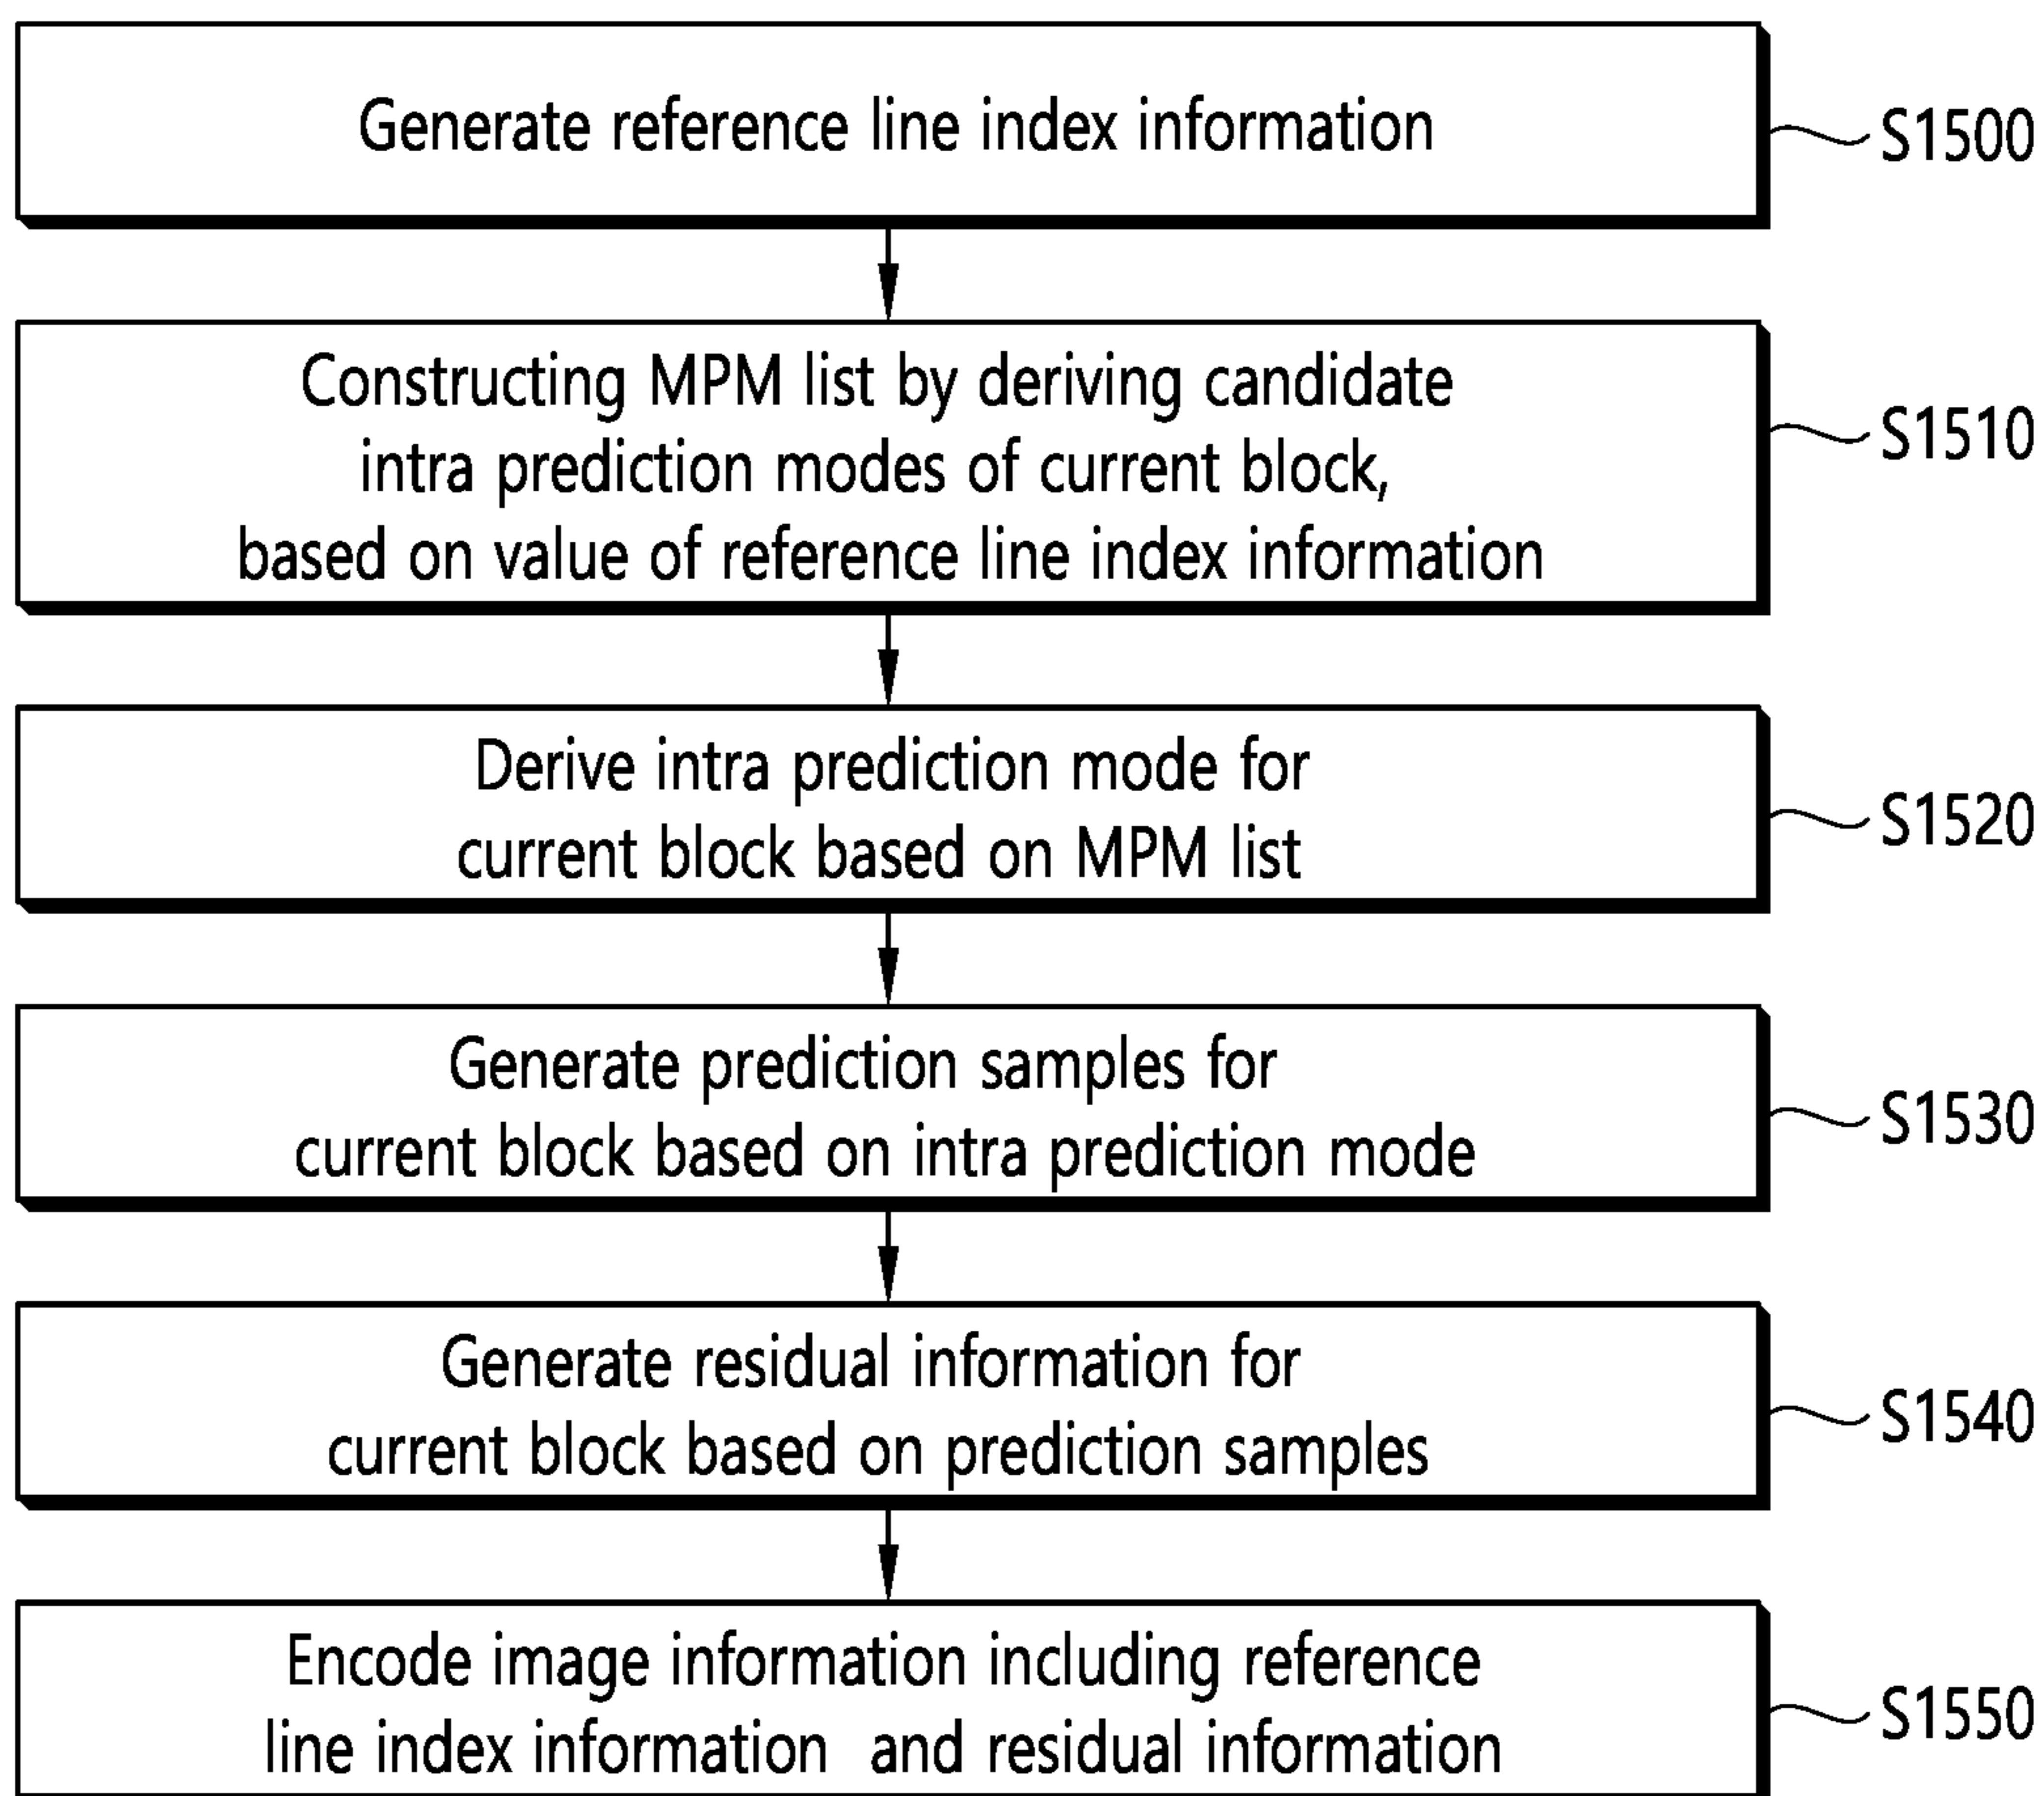 Generate reference line index information
S1500
Constructing MPM list by deriving candidate
intra prediction modes of current block,
based on value of reference line index information
S1510
Derive intra prediction mode for
current block based on MPM list
S1520
Generate prediction samples for
current block based on intra prediction mode
S1530
Generate residual information for
current block based on prediction samples
S1540
Encode image information including reference
line index information and residual information
S1550